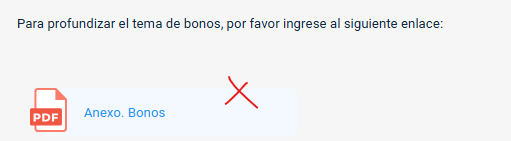 Para profundizar el tema de bonos, por favor ingrese al siguiente enlace:
PDF
Anexo. Bonos